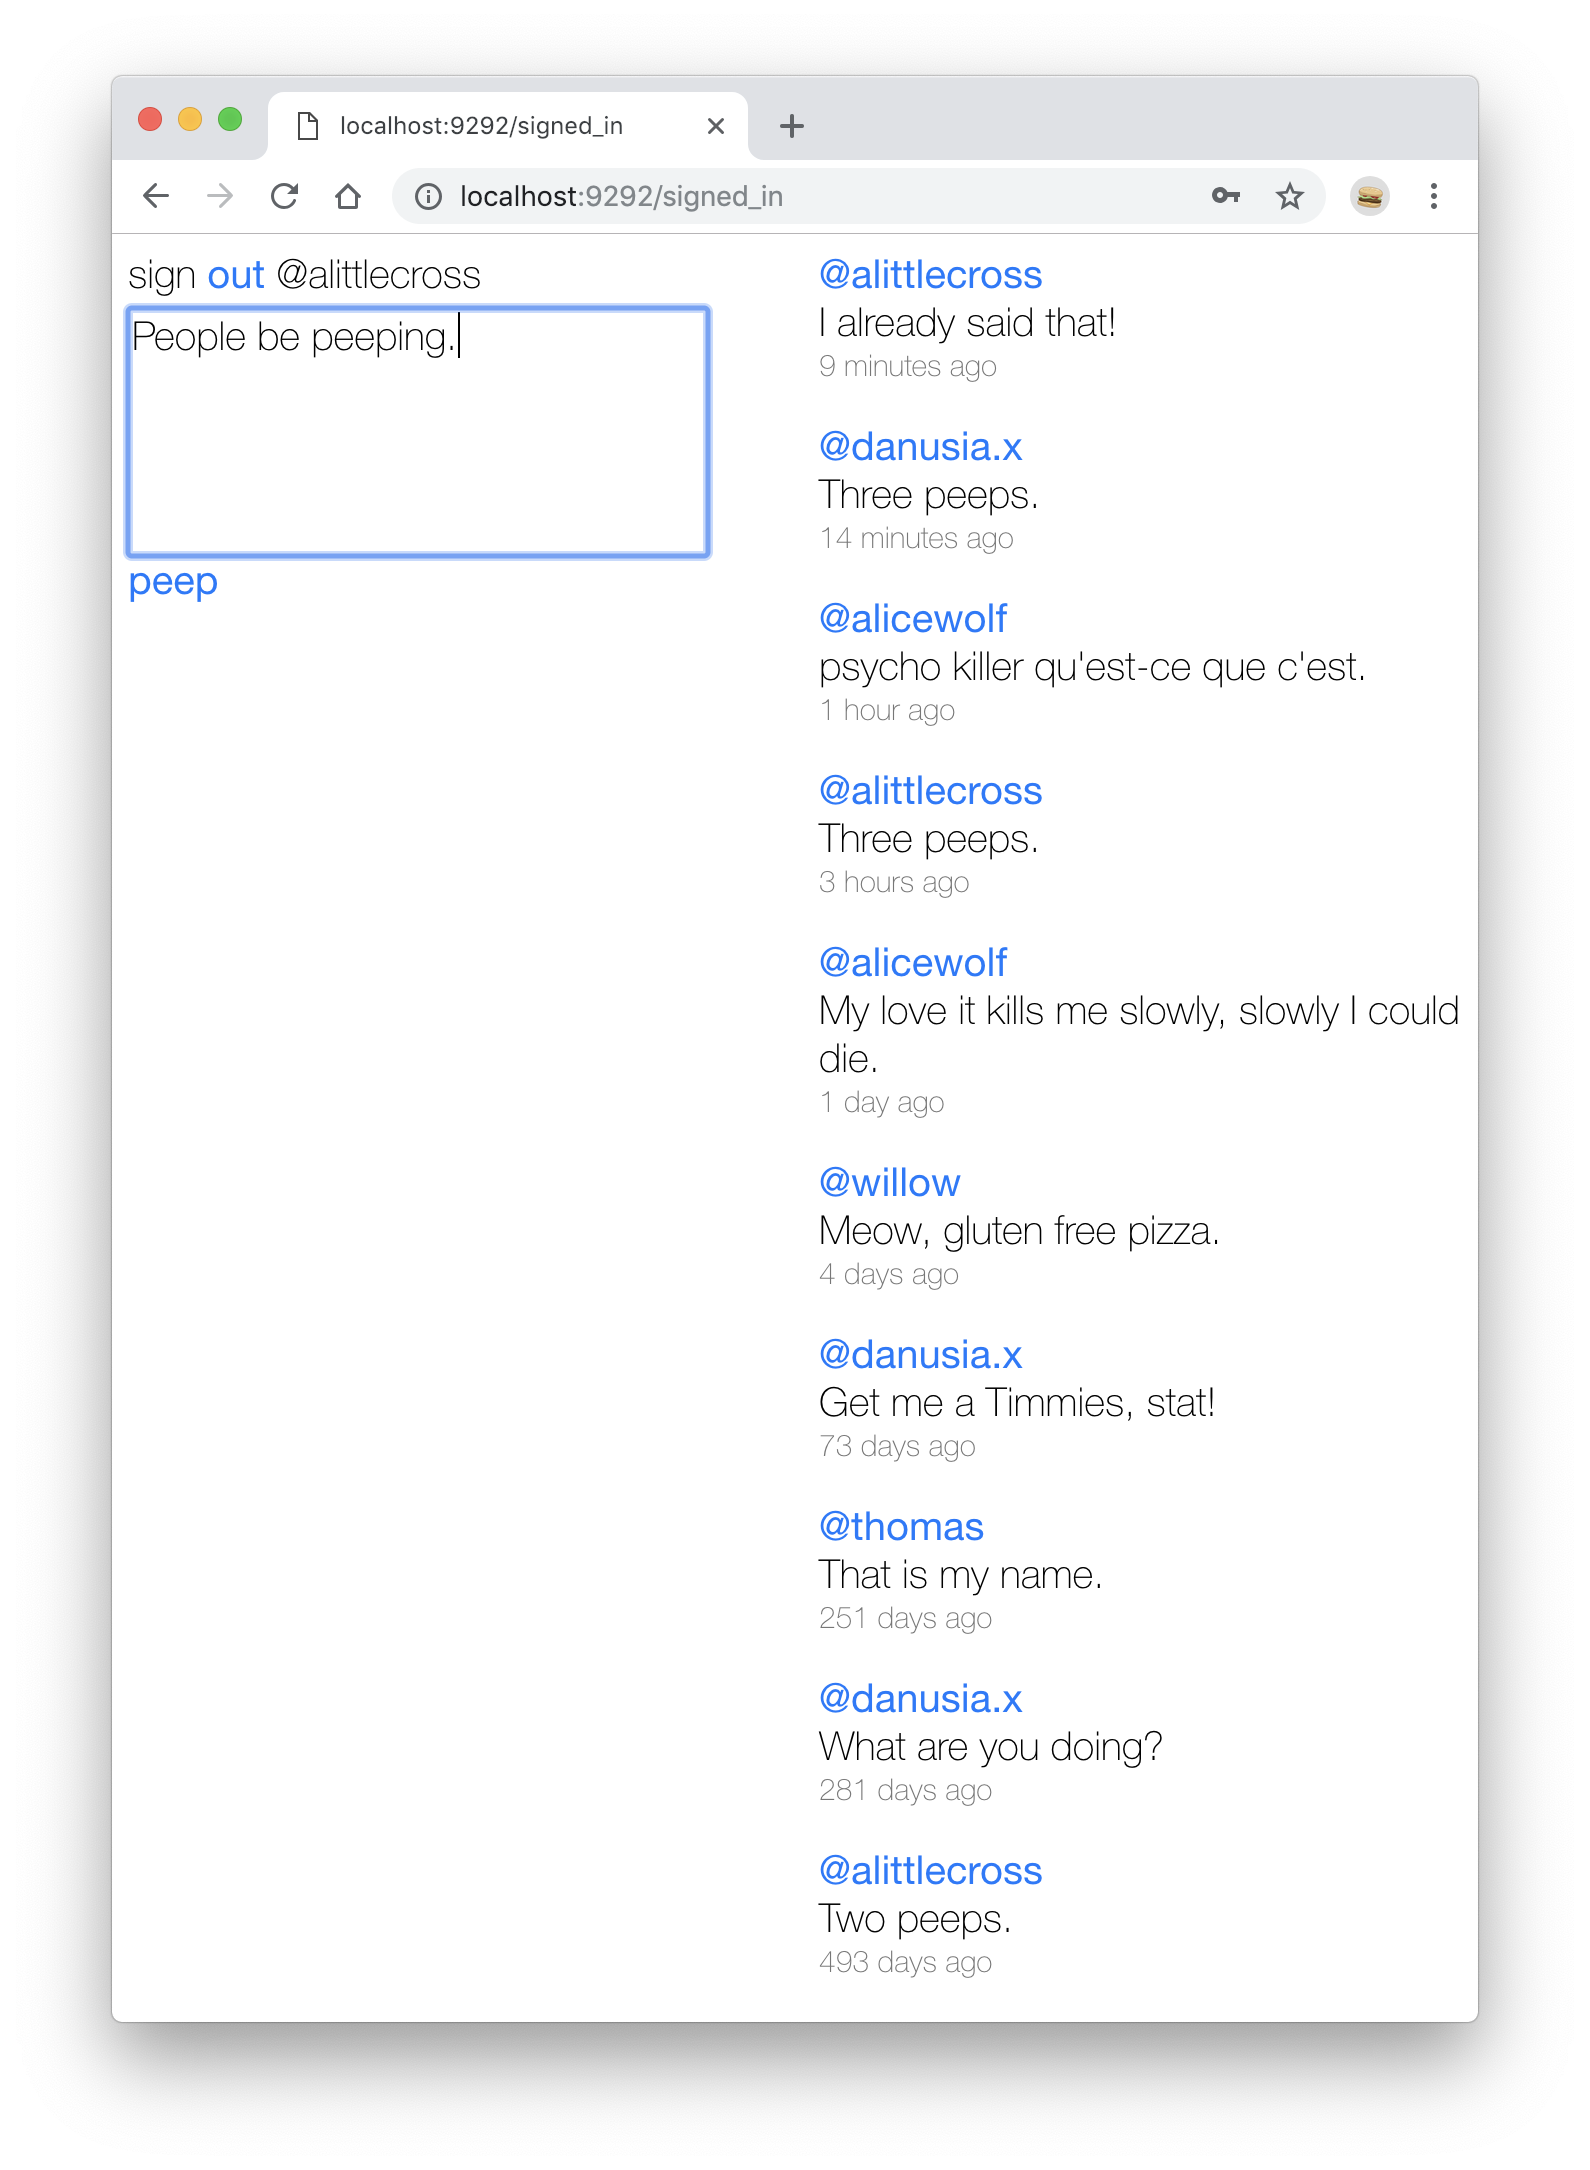 localhost:9292/signed_in
localhost:9292/signed_in
sign out @alittlecross
People be peeping.
peep
@alittlecross
I already said that!
9 minutes ago
@danusia.x
Three peeps.
14 minutes ago
@alicewolf
psycho killer qu'est-ce que c'est.
1 hour ago
@alittlecross
Three peeps.
3 hours ago
@alicewolf
My love it kills me slowly, slowly I could
die.
1 day ago
@willow
Meow, gluten free pizza.
4 days ago
@danusia.x
Get me a Timmies, stat!
73 days ago
@thomas
That is my name.
251 days ago
@danusia.x
What are you doing?
281 days ago
@alittlecross
Two peeps.
493 days ago